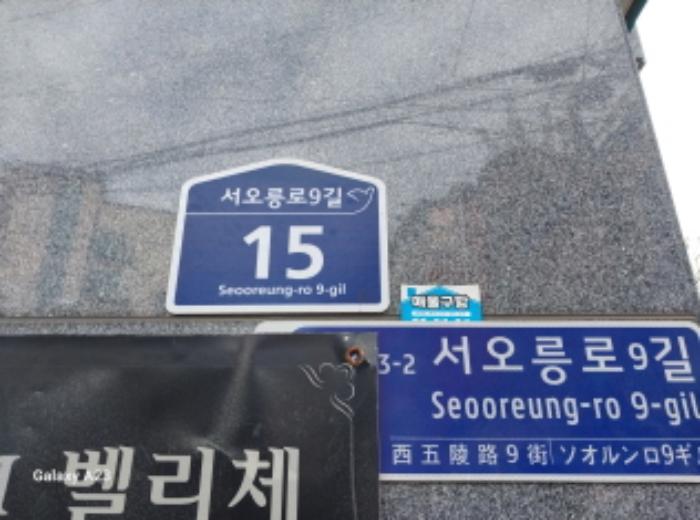 서오릉로9길
15
Seooreung-ro 9-gil
매물구함
3-2 서오릉로9길
Seooreung-ro 9-gil
西五陵路9街 ソオルンロ9ギ
벨리체
Galaxy A23